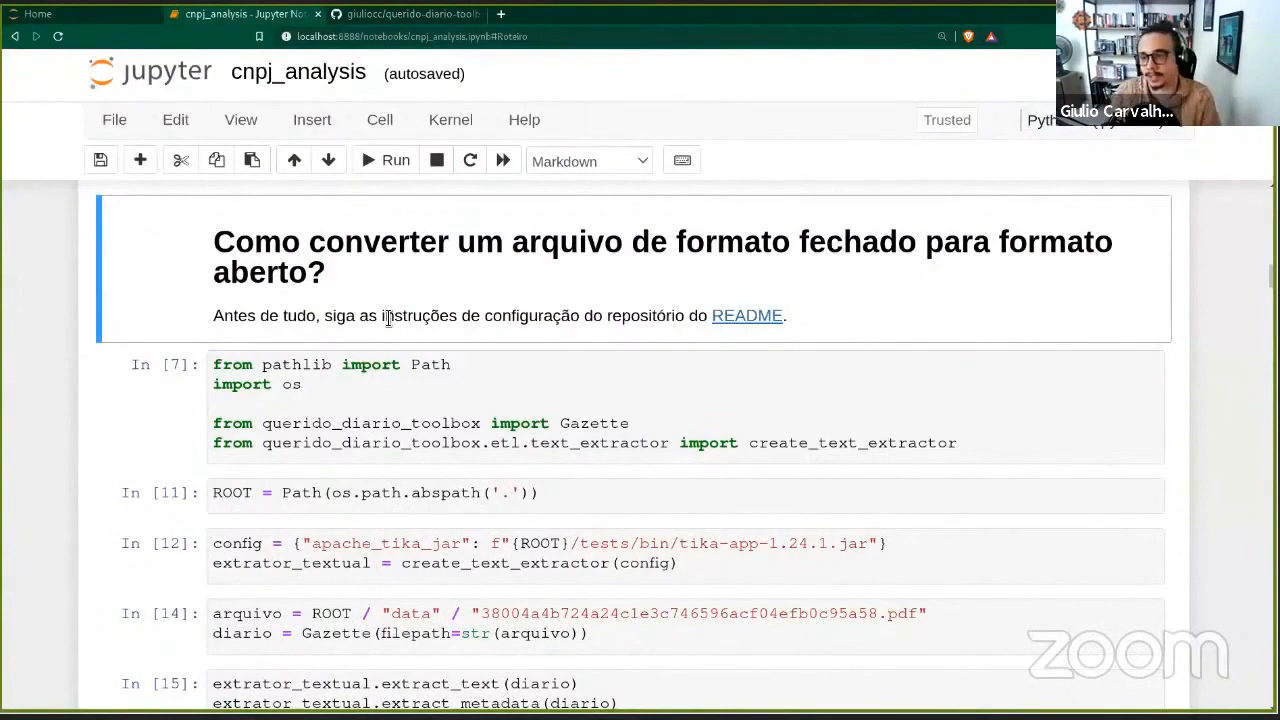 Home
cnpj_analysis - Jupyter No
giuliocc/querido-diario-toolb
localhost:8888/notebooks/cnpj_analysis.ipynb#Roteiro
Giulio Carvalh...
jupyter cnpj_analysis (autosaved)
File Edit View Insert Cell Kernel Help Trusted
Run Markdown
Como converter um arquivo de formato fechado para formato
aberto?
Antes de tudo, siga as instruções de configuração do repositório do README.
In [7]: from pathlib import Path
import os
from querido_diario_toolbox import Gazette
from querido_diario_toolbox.etl.text_extractor import create_text_extractor
In [11]: ROOT = Path(os.path.abspath('.'))
In [12]: config = {"apache_tika_jar": f"{ROOT}/tests/bin/tika-app-1.24.1.jar"}
extrator_textual = create_text_extractor(config)
In [14]: arquivo = ROOT / "data" / "38004a4b724a24c1e3c746596acf04efb0c95a58.pdf"
diario = Gazette(filepath=str(arquivo))
In [15]: extrator_textual.extract_text(diario)
extrator_textual.extract_metadata(diario)
zoom